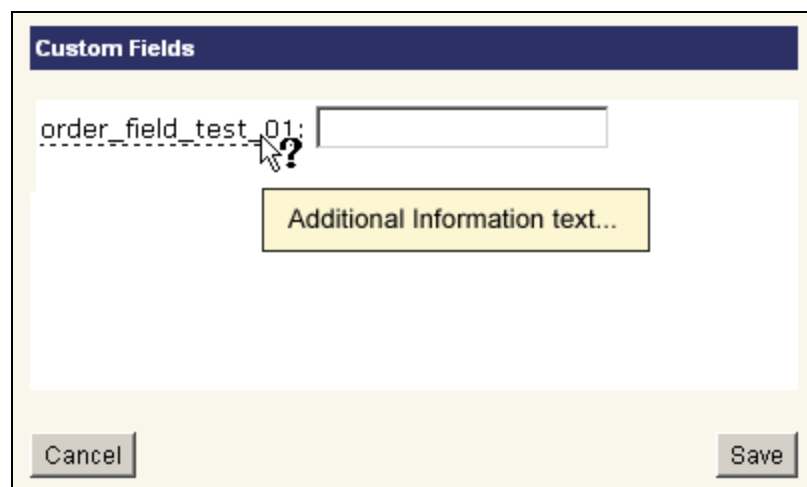 Custom Fields
order_field_test_01:
?
Additional Information text...
Cancel
Save